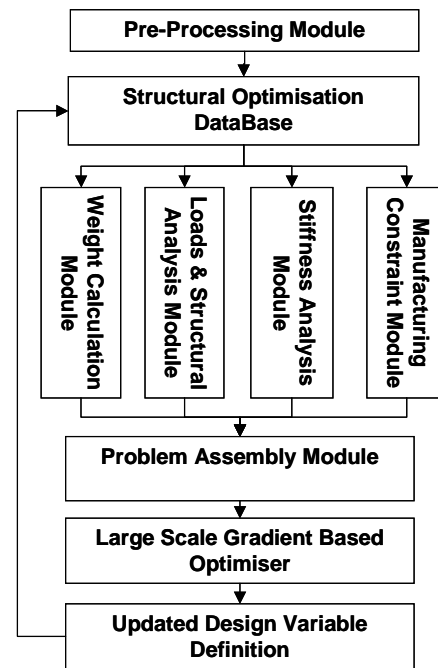 Pre-Processing Module
Structural Optimisation
DataBase
Weight Calculation
Module
Loads & Structural
Analysis Module
Stiffness Analysis
Module
Manufacturing
Constraint Module
Problem Assembly Module
Large Scale Gradient Based
Optimiser
Updated Design Variable
Definition